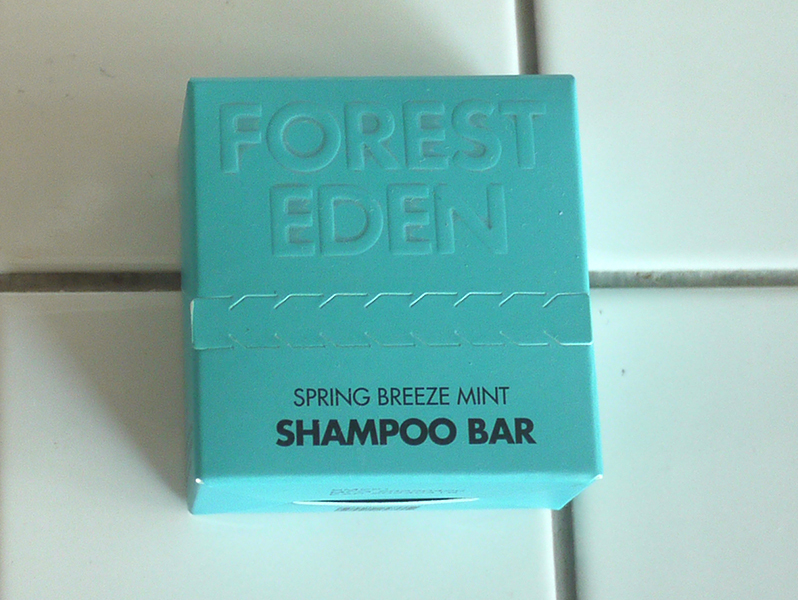 FOREST
EDEN
SPRING BREEZE MINT
SHAMPOO BAR